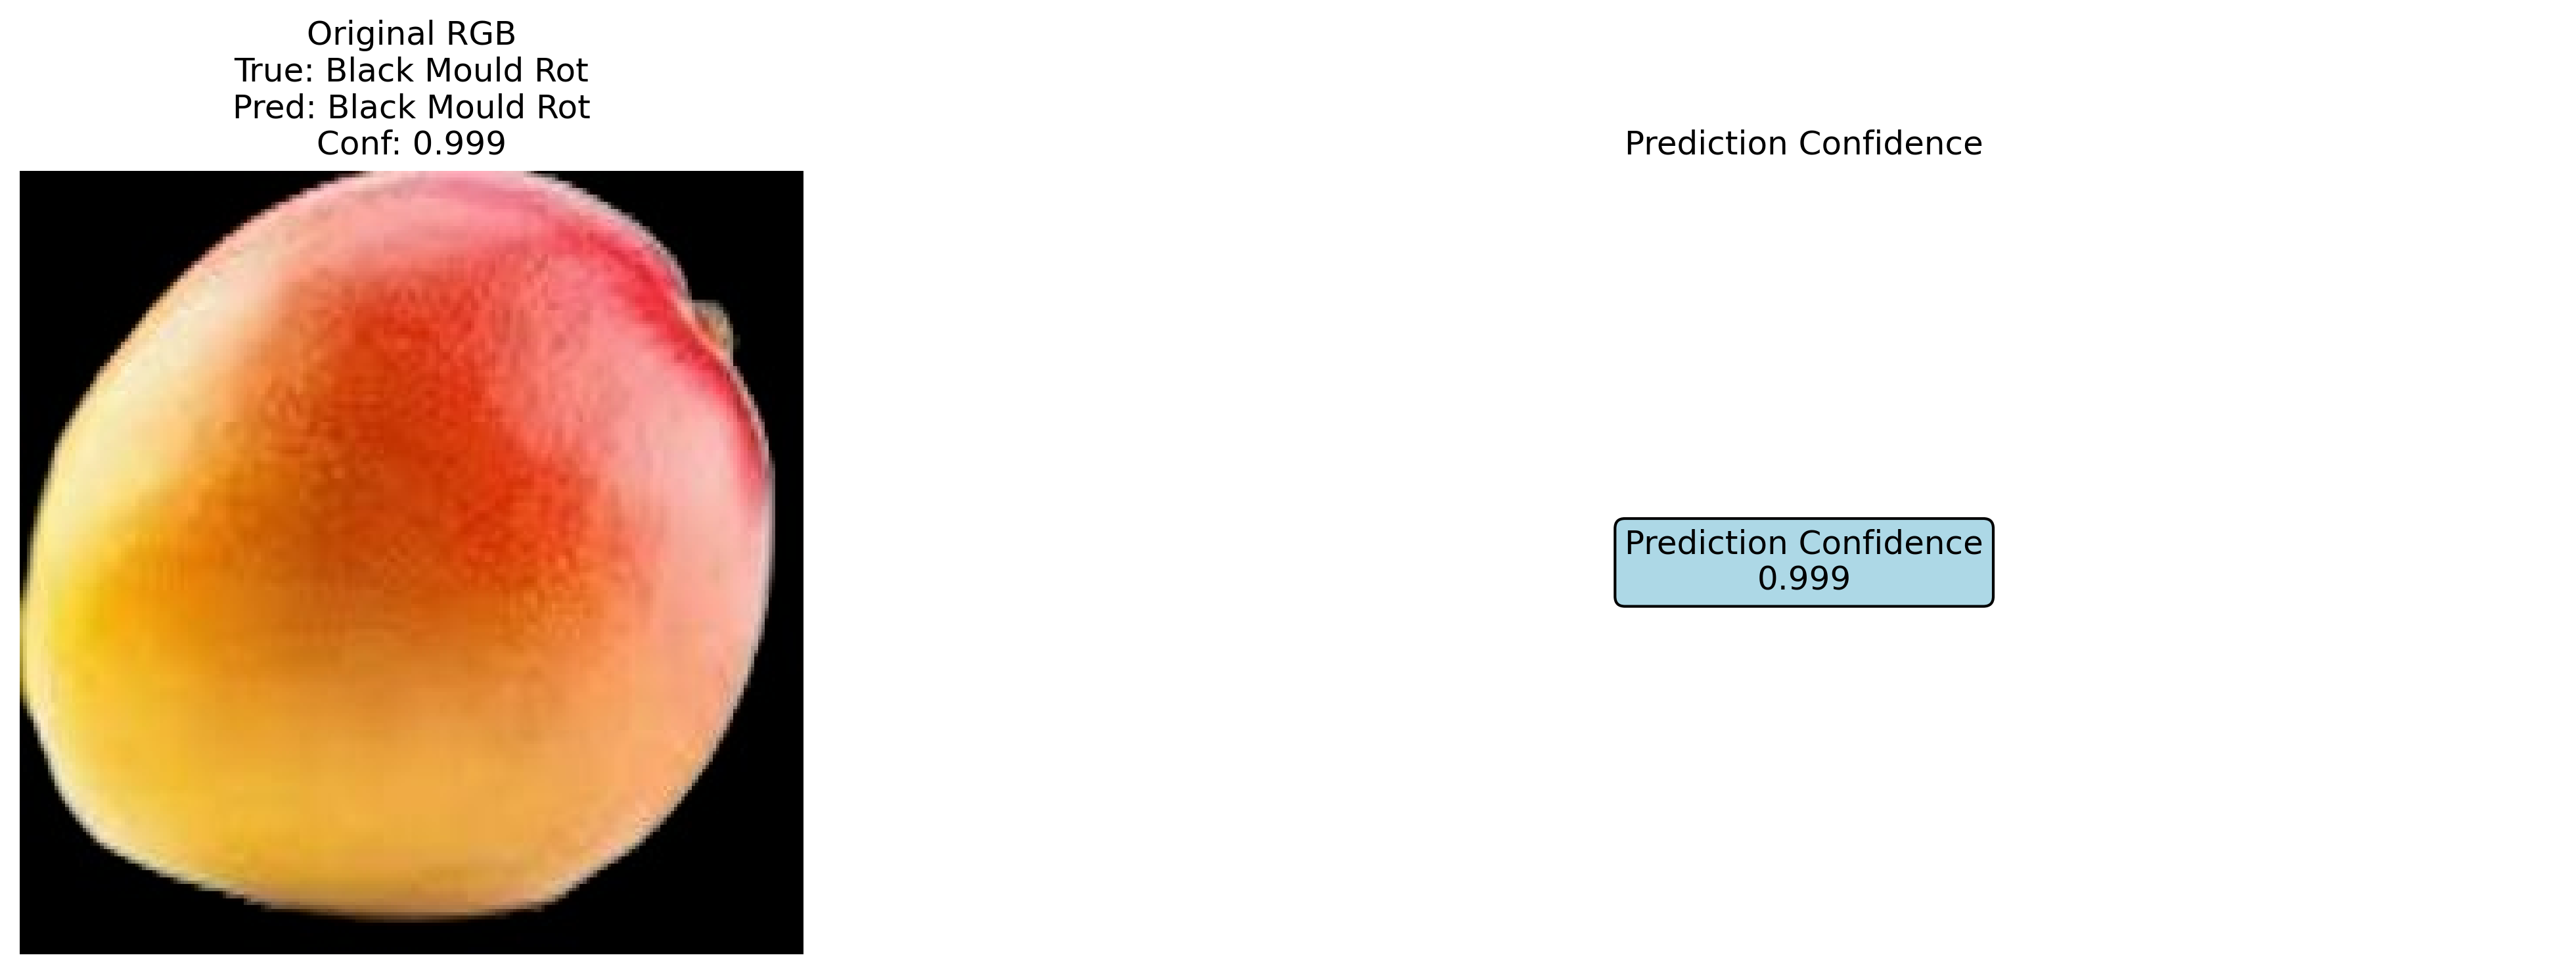 Original RGB
True: Black Mould Rot
Pred: Black Mould Rot
Conf: 0.999
Prediction Confidence
Prediction Confidence
0.999